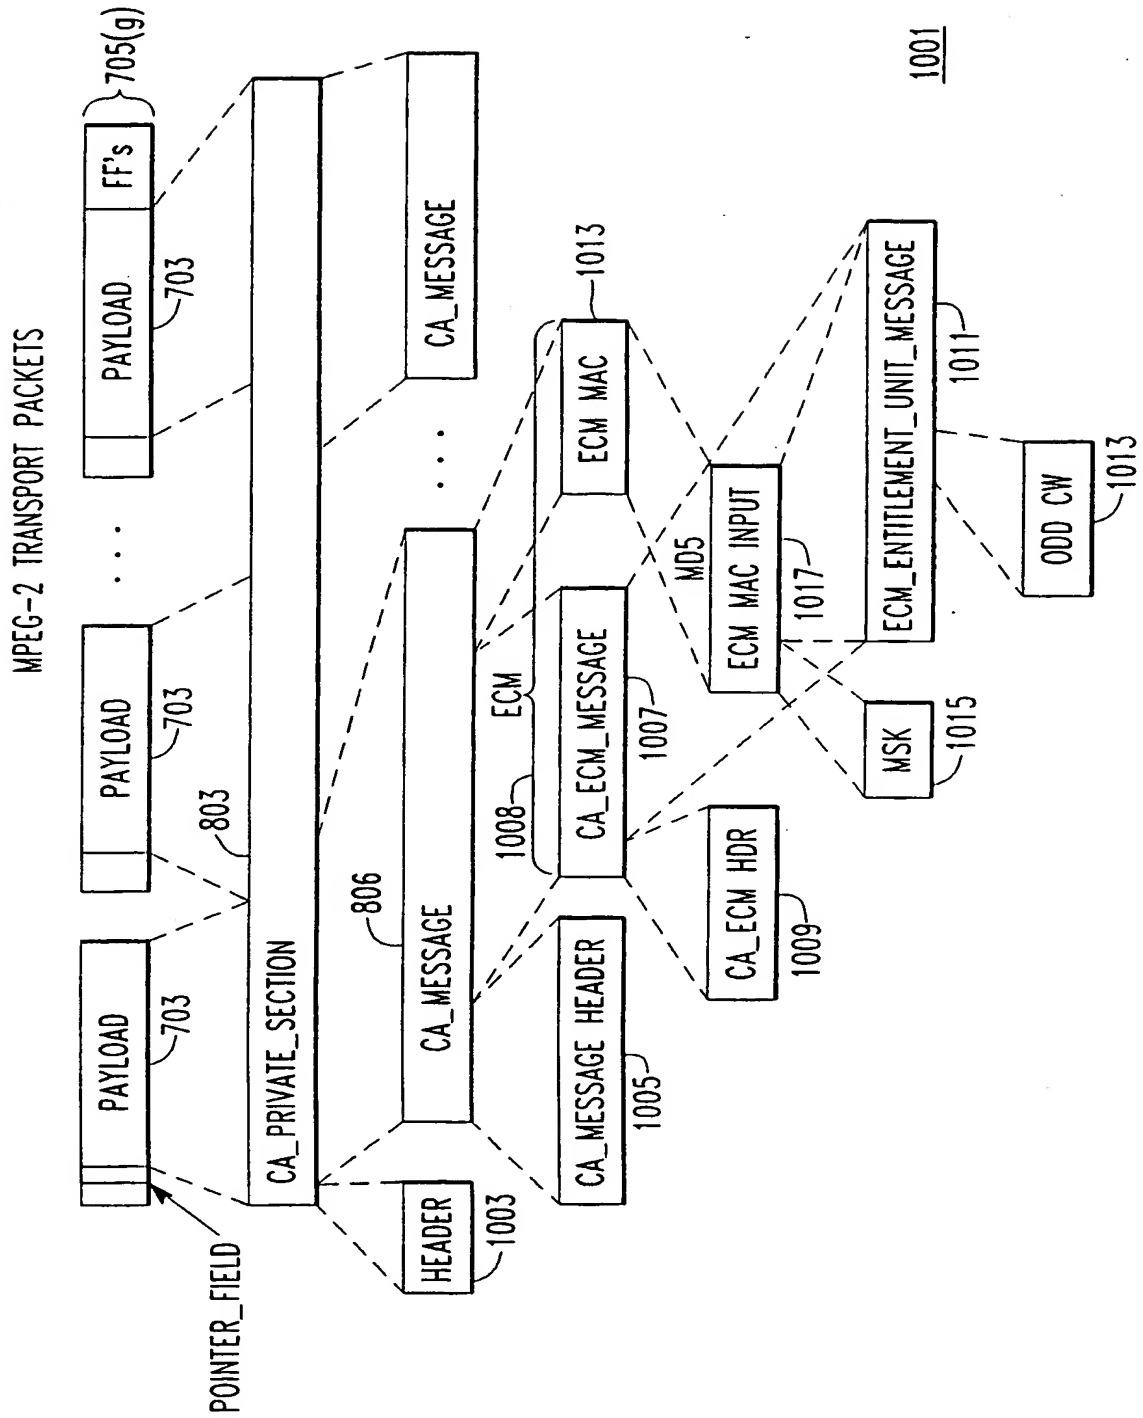 MPEG-2 TRANSPORT PACKETS
PAYLOAD
703
PAYLOAD
703
. . .
PAYLOAD
703
FF's
705(g)
POINTER_FIELD
803
CA_PRIVATE_SECTION
HEADER
1003
806
CA_MESSAGE
. . .
CA_MESSAGE
1008
ECM
CA_MESSAGE HEADER
1005
CA_ECM_MESSAGE
1007
ECM MAC
1013
CA_ECM HDR
1009
MD5
ECM MAC INPUT
1017
MSK
1015
ECM_ENTITLEMENT_UNIT_MESSAGE
1011
ODD CW
1013
1001